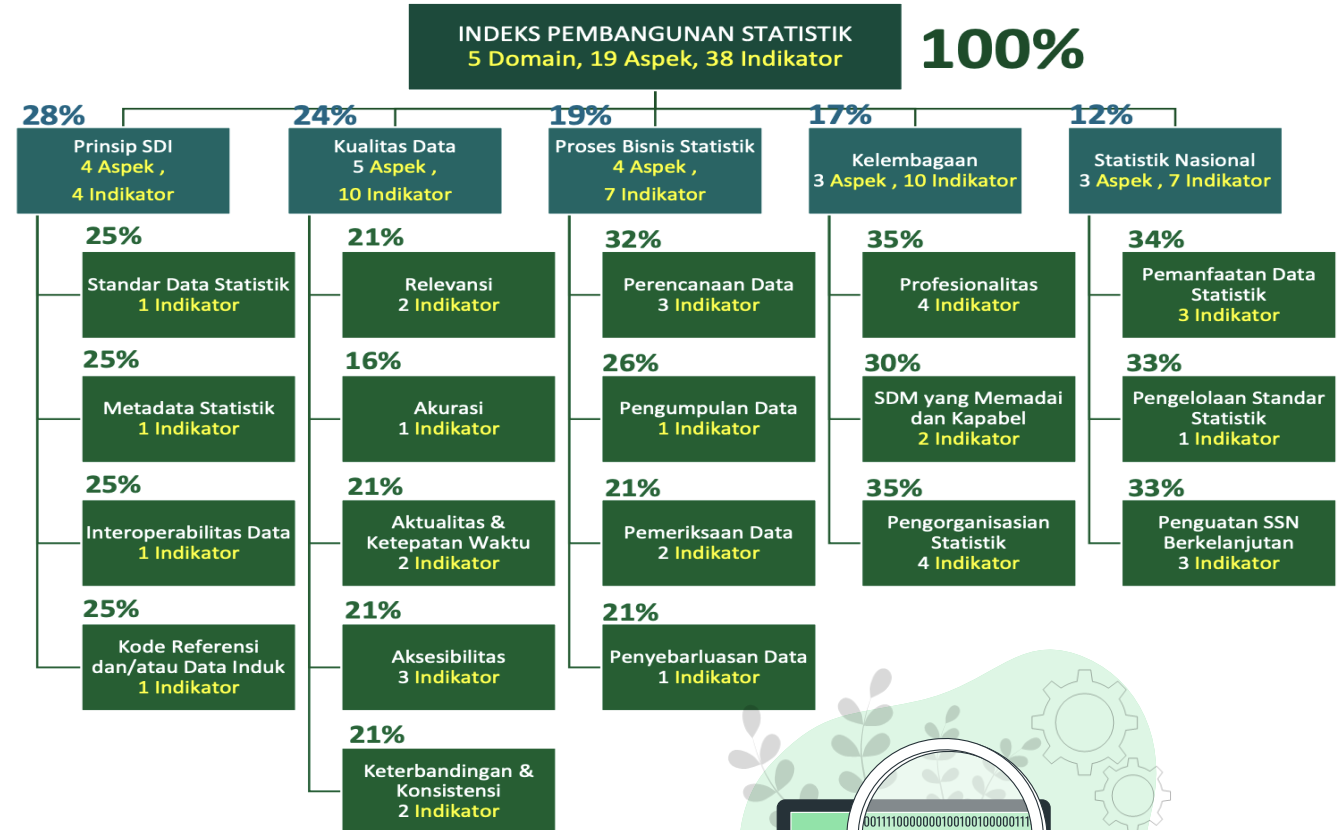 INDEKS PEMBANGUNAN STATISTIK
5 Domain, 19 Aspek, 38 Indikator
100%
28%
Prinsip SDI
4 Aspek ,
4 Indikator
25%
Standar Data Statistik
1 Indikator
25%
Metadata Statistik
1 Indikator
25%
Interoperabilitas Data
1 Indikator
25%
Kode Referensi
dan/atau Data Induk
1 Indikator
24%
Kualitas Data
5 Aspek ,
10 Indikator
21%
Relevansi
2 Indikator
16%
Akurasi
1 Indikator
21%
Aktualitas &
Ketepatan Waktu
2 Indikator
21%
Aksesibilitas
3 Indikator
21%
Keterbandingan &
Konsistensi
2 Indikator
19%
Proses Bisnis Statistik
4 Aspek ,
7 Indikator
32%
Perencanaan Data
3 Indikator
26%
Pengumpulan Data
1 Indikator
21%
Pemeriksaan Data
2 Indikator
21%
Penyebarluasan Data
1 Indikator
17%
Kelembagaan
3 Aspek , 10 Indikator
35%
Profesionalitas
4 Indikator
30%
SDM yang Memadai
dan Kapabel
2 Indikator
35%
Pengorganisasian
Statistik
4 Indikator
12%
Statistik Nasional
3 Aspek , 7 Indikator
34%
Pemanfaatan Data
Statistik
3 Indikator
33%
Pengelolaan Standar
Statistik
1 Indikator
33%
Penguatan SSN
Berkelanjutan
3 Indikator